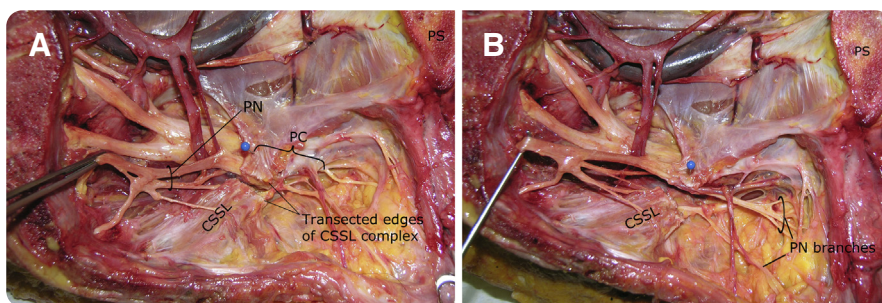 A
PS
PN
PC
CSSL
Transected edges
of CSSL complex
B
PS
CSSL
PN branches